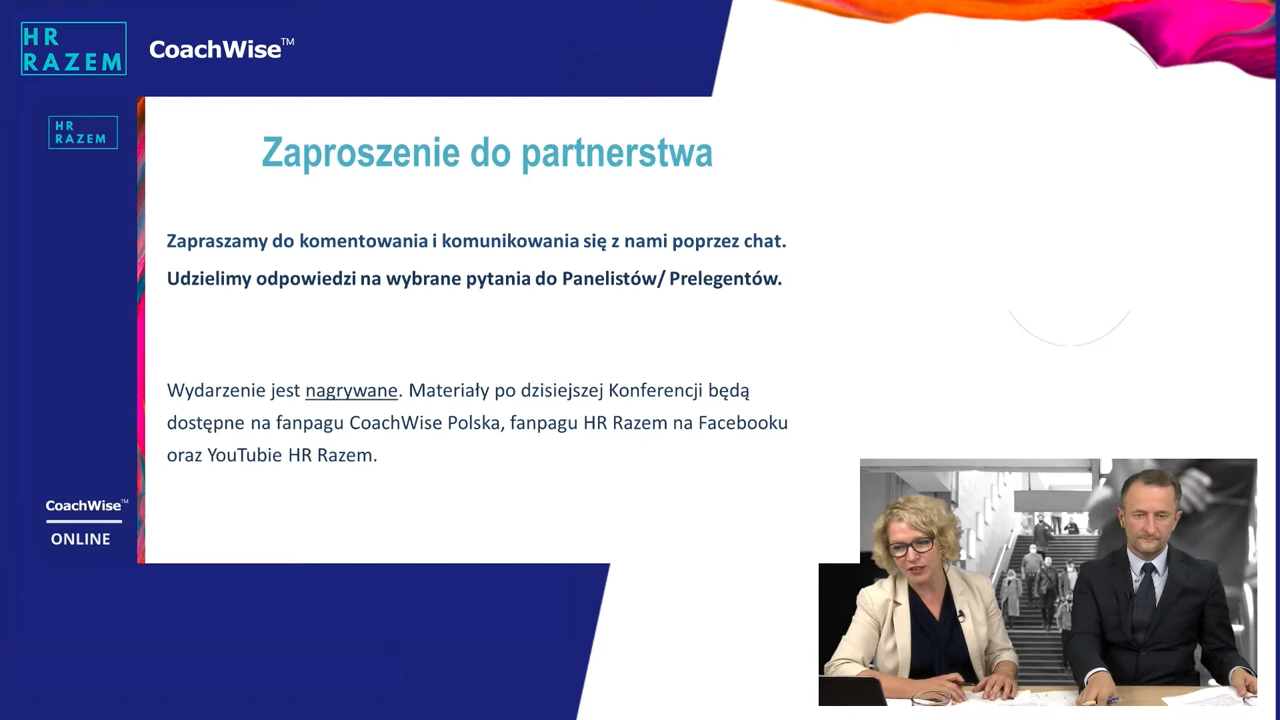 HR
RAZEM
CoachWise™
HR
RAZEM
Zaproszenie do partnerstwa
Zapraszamy do komentowania i komunikowania się z nami poprzez chat.
Udzielimy odpowiedzi na wybrane pytania do Panelistów/ Prelegentów.
Wydarzenie jest nagrywane. Materiały po dzisiejszej Konferencji będą
dostępne na fanpagu CoachWise Polska, fanpagu HR Razem na Facebooku
oraz YouTubie HR Razem.
CoachWise™
ONLINE